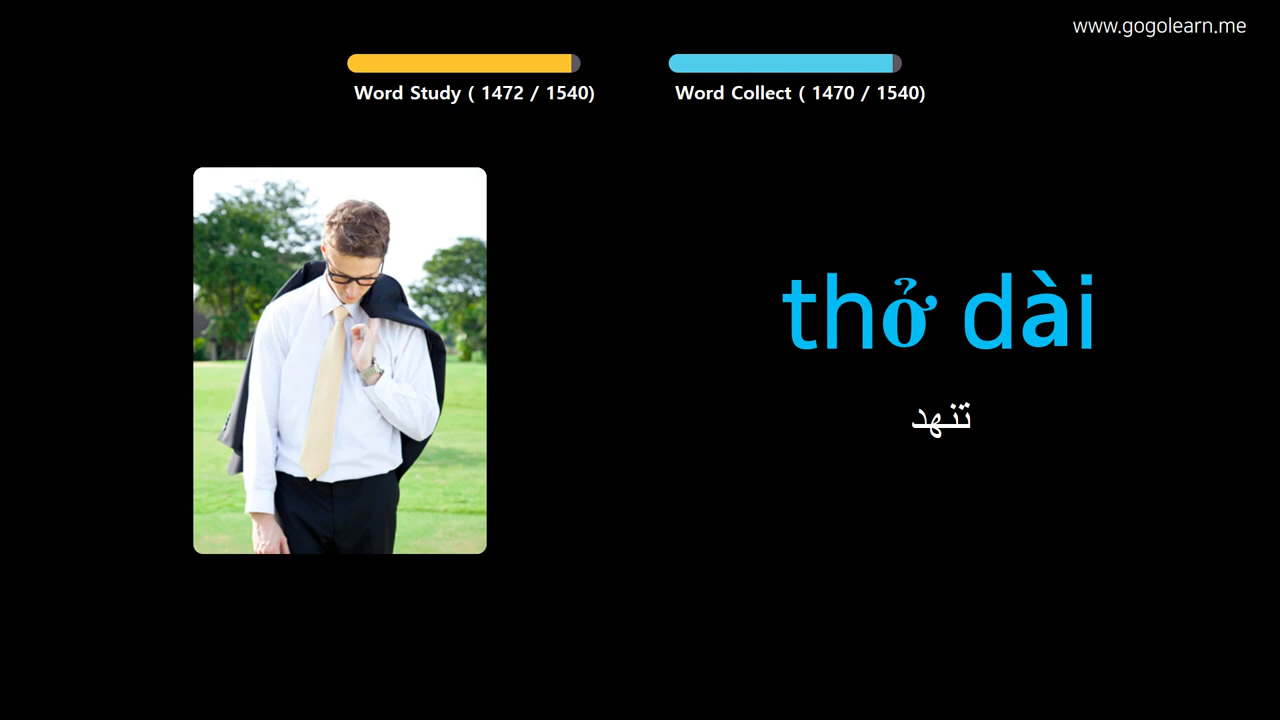 www.gogolearn.me
Word Study ( 1472 / 1540)
Word Collect ( 1470 / 1540)
thở dài
تنهد